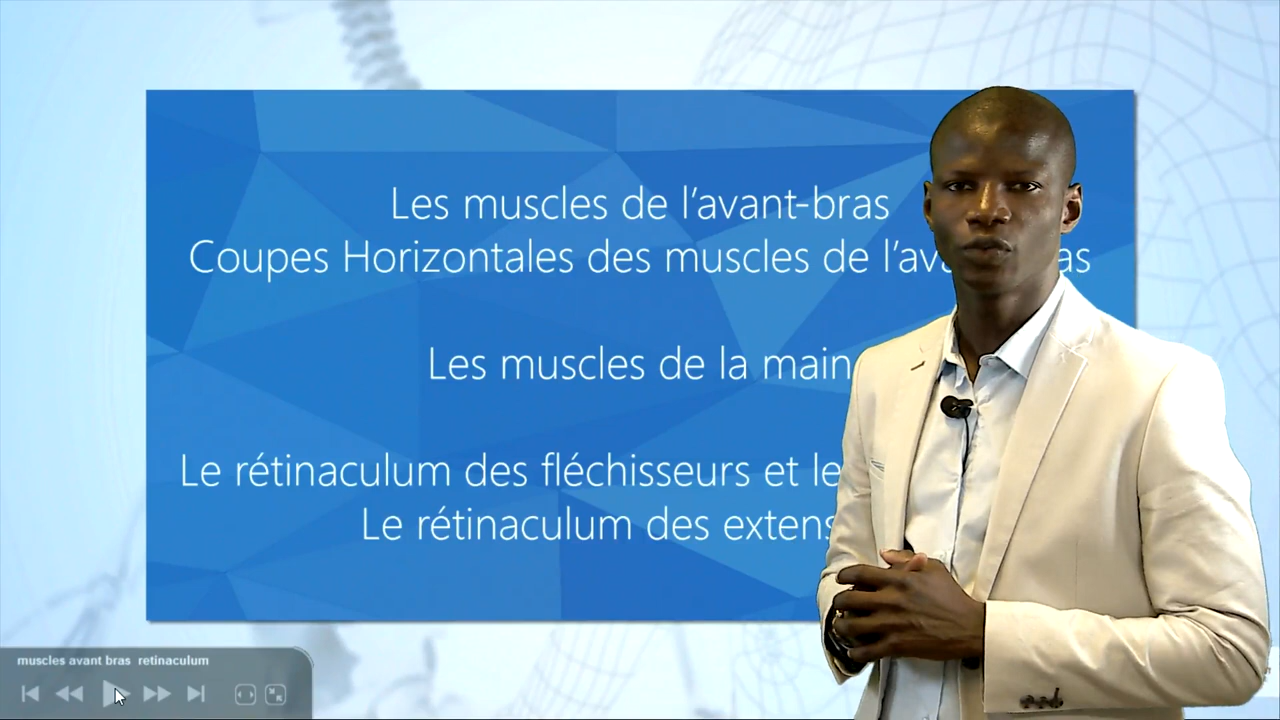 Les muscles de l'avant-bras
Coupes Horizontales des muscles de
Les muscles de la main
Le rétinaculum des fléchisseurs et
Le rétinaculum des
muscles avant bras retinaculum